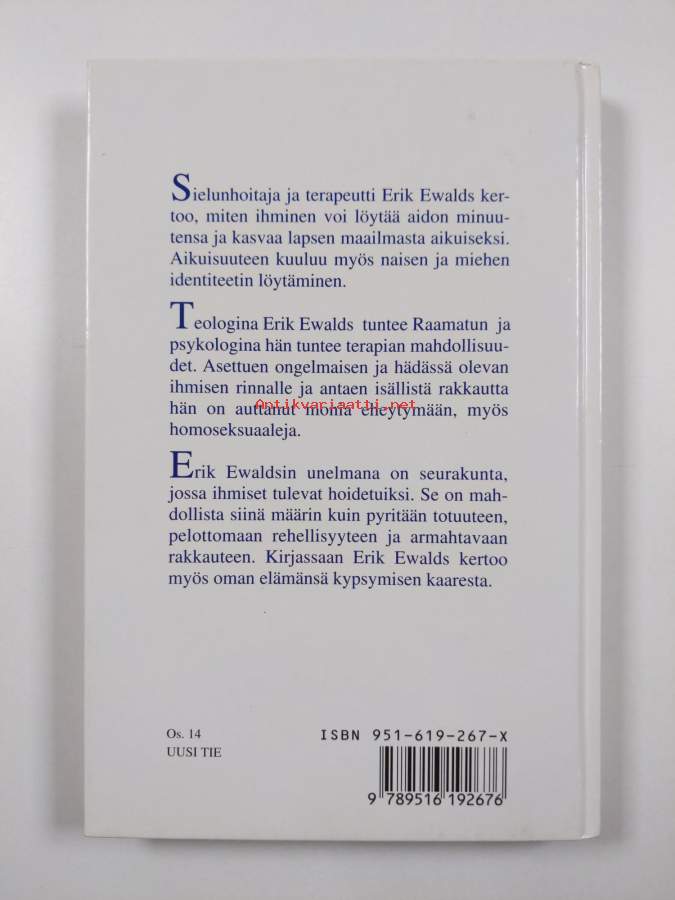 Sielunhoitaja ja terapeutti Erik Ewalds ker-
too, miten ihminen voi löytää aidon minuu-
tensa ja kasvaa lapsen maailmasta aikuiseksi.
Aikuisuuteen kuuluu myös naisen ja miehen
identiteetin löytäminen.
Teologina Erik Ewalds tuntee Raamatun ja
psykologina hän tuntee terapian mahdollisuu-
det. Asettuen ongelmaisen ja hädässä olevan
ihmisen rinnalle ja antaen isällistä rakkautta
hän on auttanut monia eheytymään, myös
Antikvariaatti.net
homoseksuaaleja.
Erik Ewaldsin unelmana on seurakunta,
jossa ihmiset tulevat hoidetuiksi. Se on mah-
dollista siinä määrin kuin pyritään totuuteen,
pelottomaan rehellisyyteen ja armahtavaan
rakkauteen. Kirjassaan Erik Ewalds kertoo
myös oman elämänsä kypsymisen kaaresta.
Os. 14
UUSI TIE
ISBN 951-619-267-X
9 789516 192676